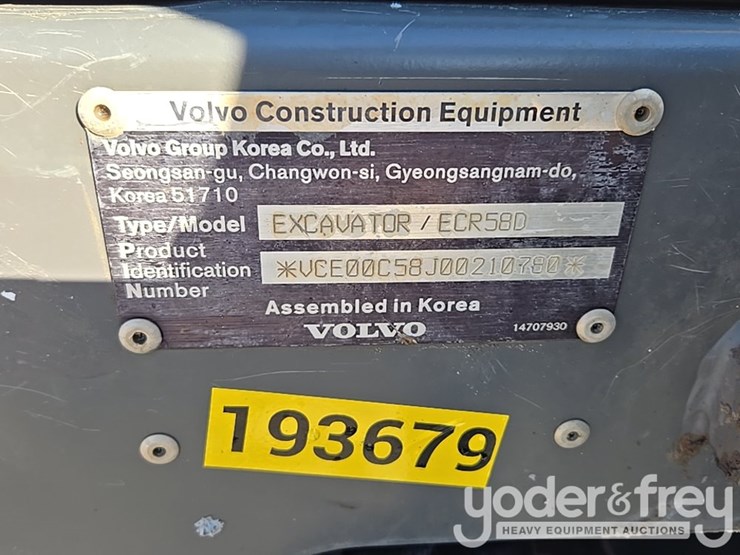 Volvo Construction Equipment
Volvo Group Korea Co., Ltd.
Seongsan-gu, Changwon-si, Gyeongsangnam-do,
Korea 51710
Type/Model EXCAVATOR / ECR58D
Product
Identification *VCE00C58J00210780*
Number
Assembled in Korea
VOLVO 14707930
193679
yoder&frey
HEAVY EQUIPMENT AUCTIONS